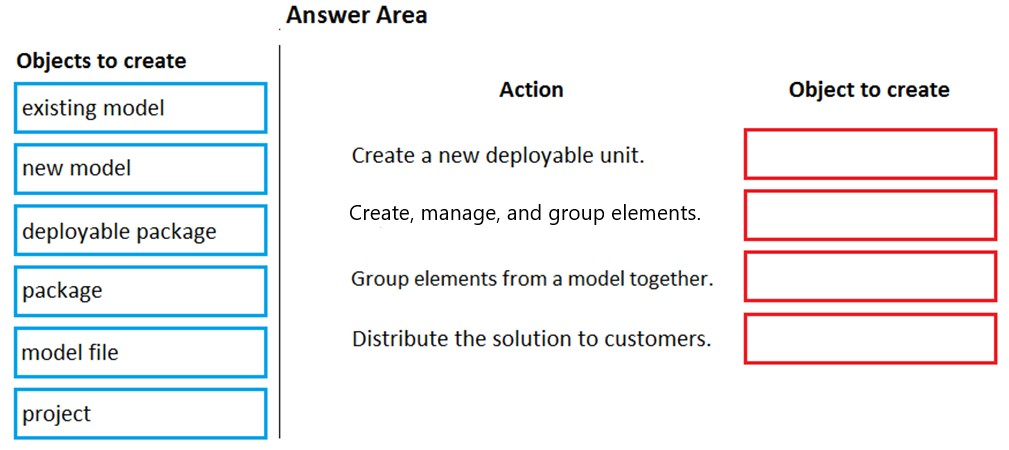 Answer Area
Objects to create
existing model
new model
deployable package
package
model file
project
Action
Object to create
Create a new deployable unit.
Create, manage, and group elements.
Group elements from a model together.
Distribute the solution to customers.